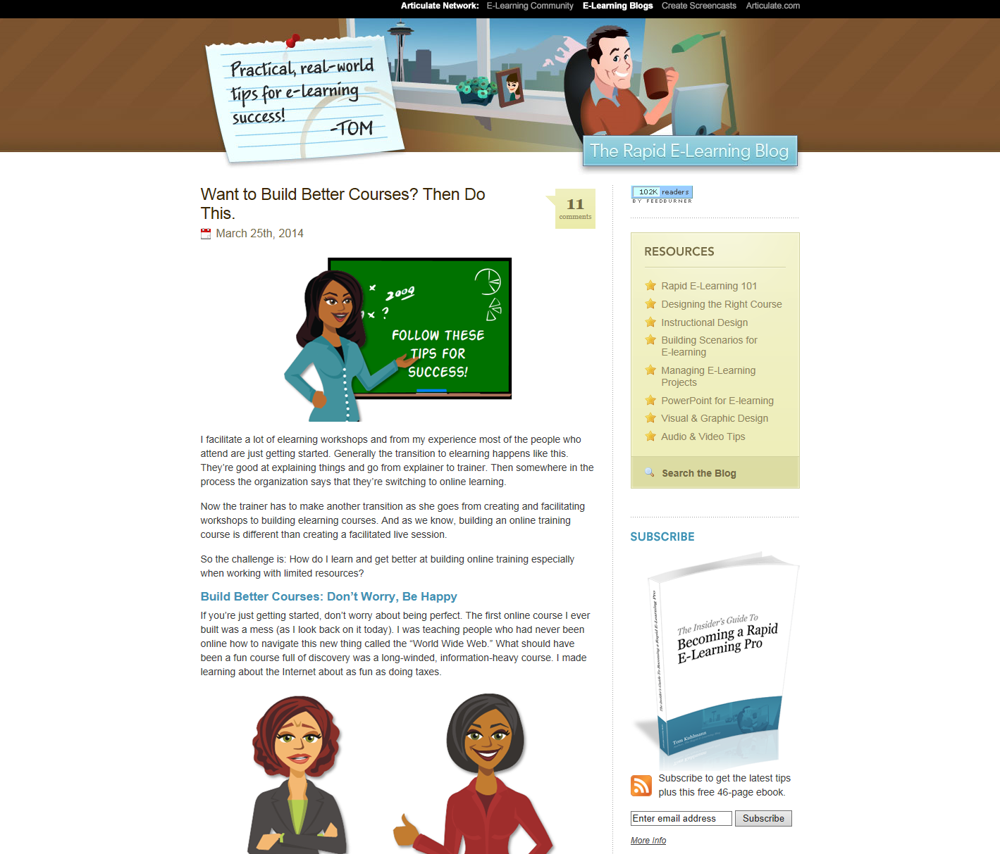 Articulate Network: E-Learning Community E-Learning Blogs Create Screencasts Articulate.com
Practical, real-world
tips for e-learning
success!
-TOM
The Rapid E-Learning Blog
Want to Build Better Courses? Then Do
This.
11
comments
March 25th, 2014
2009
x
x ?
FOLLOW THESE
TIPS FOR
SUCCESS!
I facilitate a lot of elearning workshops and from my experience most of the people who
attend are just getting started. Generally the transition to elearning happens like this.
They’re good at explaining things and go from explainer to trainer. Then somewhere in the
process the organization says that they’re switching to online learning.
Now the trainer has to make another transition as she goes from creating and facilitating
workshops to building elearning courses. And as we know, building an online training
course is different than creating a facilitated live session.
So the challenge is: How do I learn and get better at building online training especially
when working with limited resources?
Build Better Courses: Don’t Worry, Be Happy
If you’re just getting started, don’t worry about being perfect. The first online course I ever
built was a mess (as I look back on it today). I was teaching people who had never been
online how to navigate this new thing called the “World Wide Web.” What should have
been a fun course full of discovery was a long-winded, information-heavy course. I made
learning about the Internet about as fun as doing taxes.
102K readers
BY FEEDBURNER
RESOURCES
Rapid E-Learning 101
Designing the Right Course
Instructional Design
Building Scenarios for
E-learning
Managing E-Learning
Projects
PowerPoint for E-learning
Visual & Graphic Design
Audio & Video Tips
Search the Blog
SUBSCRIBE
The Insider's Guide To Becoming a Rapid E-Learning Pro
The Insider's Guide To
Becoming a Rapid
E-Learning Pro
Tom Kuhlmann
Subscribe to get the latest tips
plus this free 46-page ebook.
Enter email address
Subscribe
More Info